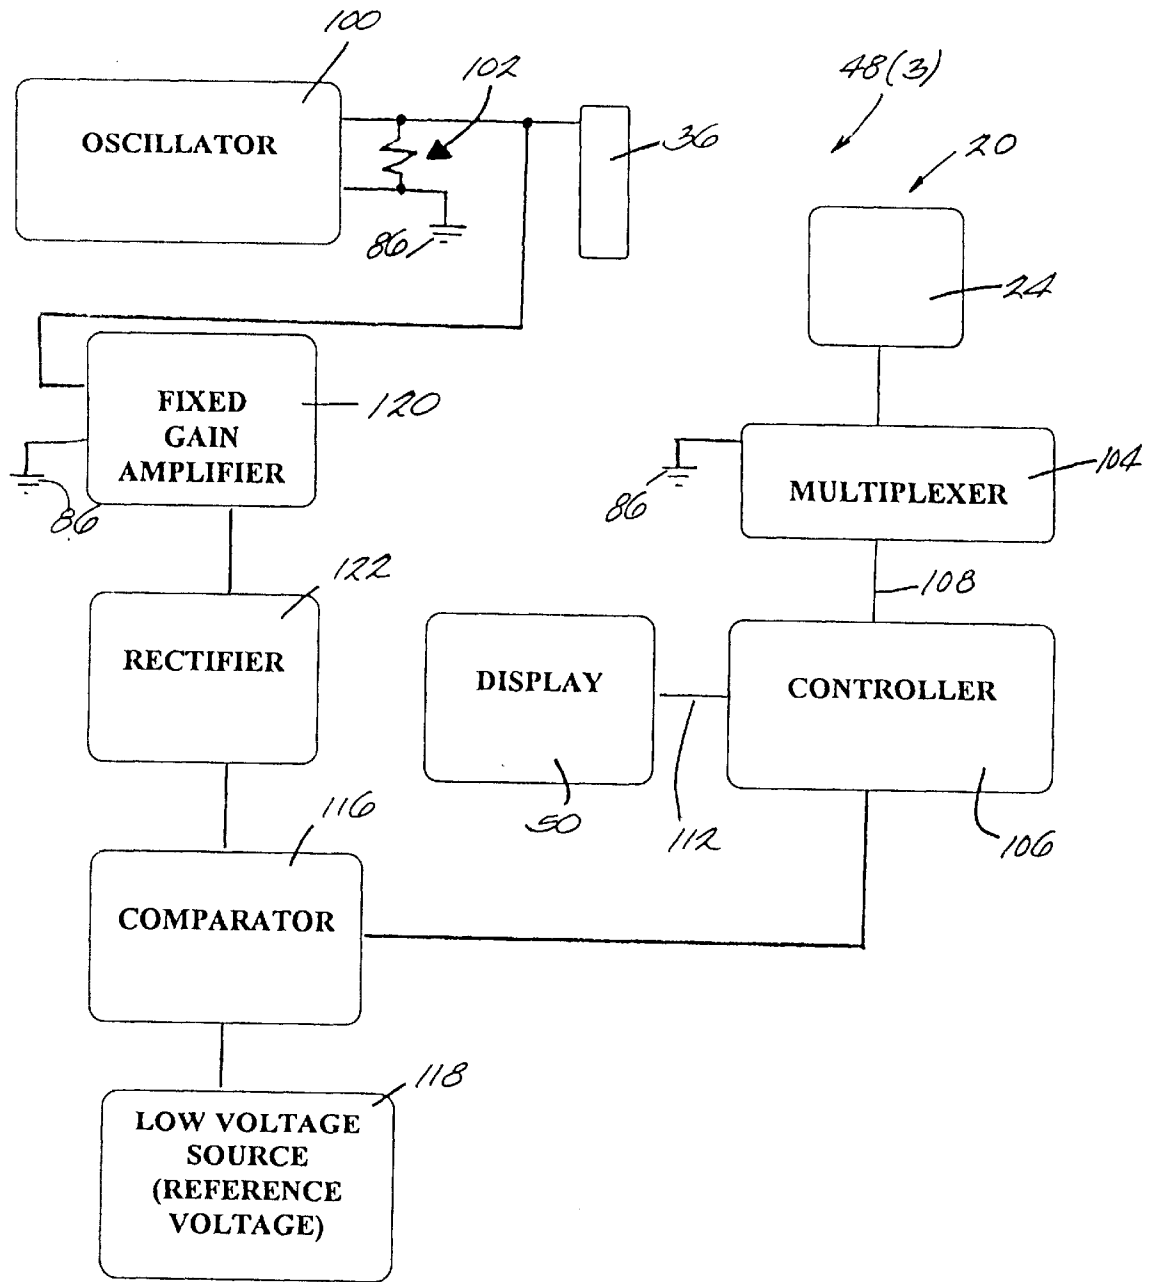 100
102
48(3)
OSCILLATOR
36
20
86
24
FIXED
GAIN
AMPLIFIER
120
86
MULTIPLEXER
104
86
122
108
RECTIFIER
DISPLAY
CONTROLLER
116
50
112
106
COMPARATOR
118
LOW VOLTAGE
SOURCE
(REFERENCE
VOLTAGE)